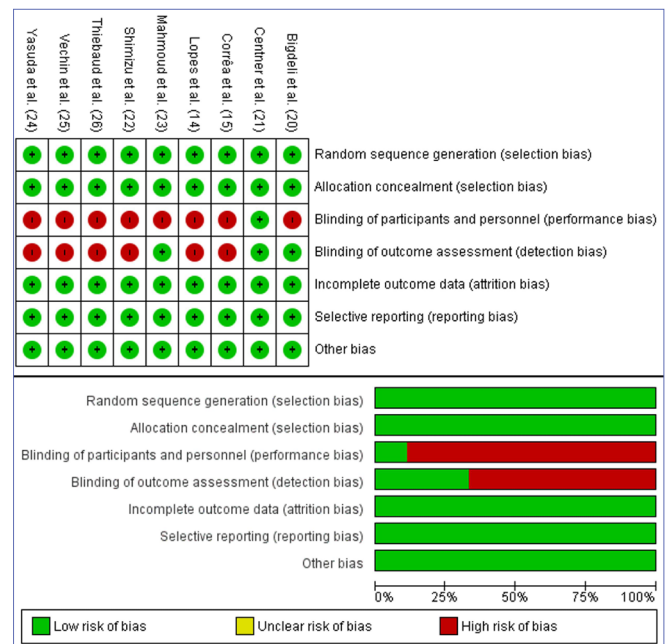 Yasuda et al. (24)
Vechin et al. (25)
Thiebaud et al. (26)
Shimizu et al. (22)
Mahmoud et al. (23)
Lopes et al. (14)
Corrêa et al. (15)
Centner et al. (21)
Bigdeli et al. (20)
+ + + + + + + + + Random sequence generation (selection bias)
+ + + + + + + + + Allocation concealment (selection bias)
- - - - - - - + - Blinding of participants and personnel (performance bias)
- - - - + - - + + Blinding of outcome assessment (detection bias)
+ + + + + + + + + Incomplete outcome data (attrition bias)
+ + + + + + + + + Selective reporting (reporting bias)
+ + + + + + + + + Other bias
Random sequence generation (selection bias)
Allocation concealment (selection bias)
Blinding of participants and personnel (performance bias)
Blinding of outcome assessment (detection bias)
Incomplete outcome data (attrition bias)
Selective reporting (reporting bias)
Other bias
0% 25% 50% 75% 100%
Low risk of bias Unclear risk of bias High risk of bias